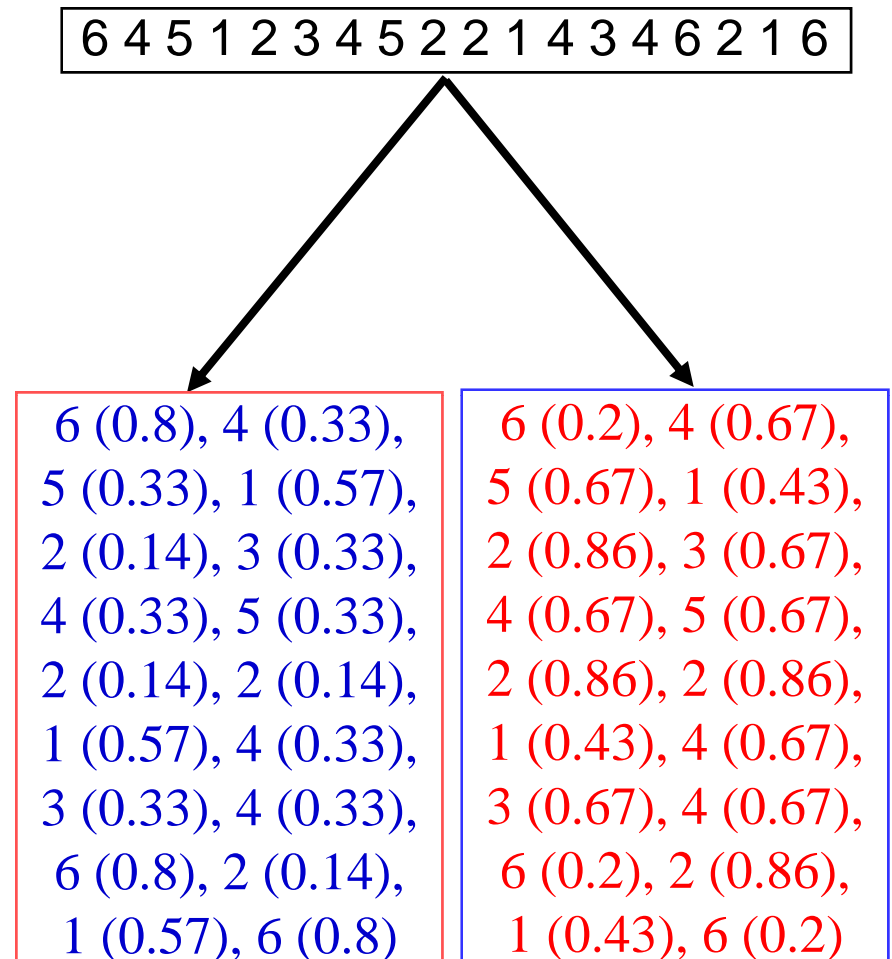 6 4 5 1 2 3 4 5 2 2 1 4 3 4 6 2 1 6
6 (0.8), 4 (0.33),
5 (0.33), 1 (0.57),
2 (0.14), 3 (0.33),
4 (0.33), 5 (0.33),
2 (0.14), 2 (0.14),
1 (0.57), 4 (0.33),
3 (0.33), 4 (0.33),
6 (0.8), 2 (0.14),
1 (0.57), 6 (0.8)
6 (0.2), 4 (0.67),
5 (0.67), 1 (0.43),
2 (0.86), 3 (0.67),
4 (0.67), 5 (0.67),
2 (0.86), 2 (0.86),
1 (0.43), 4 (0.67),
3 (0.67), 4 (0.67),
6 (0.2), 2 (0.86),
1 (0.43), 6 (0.2)